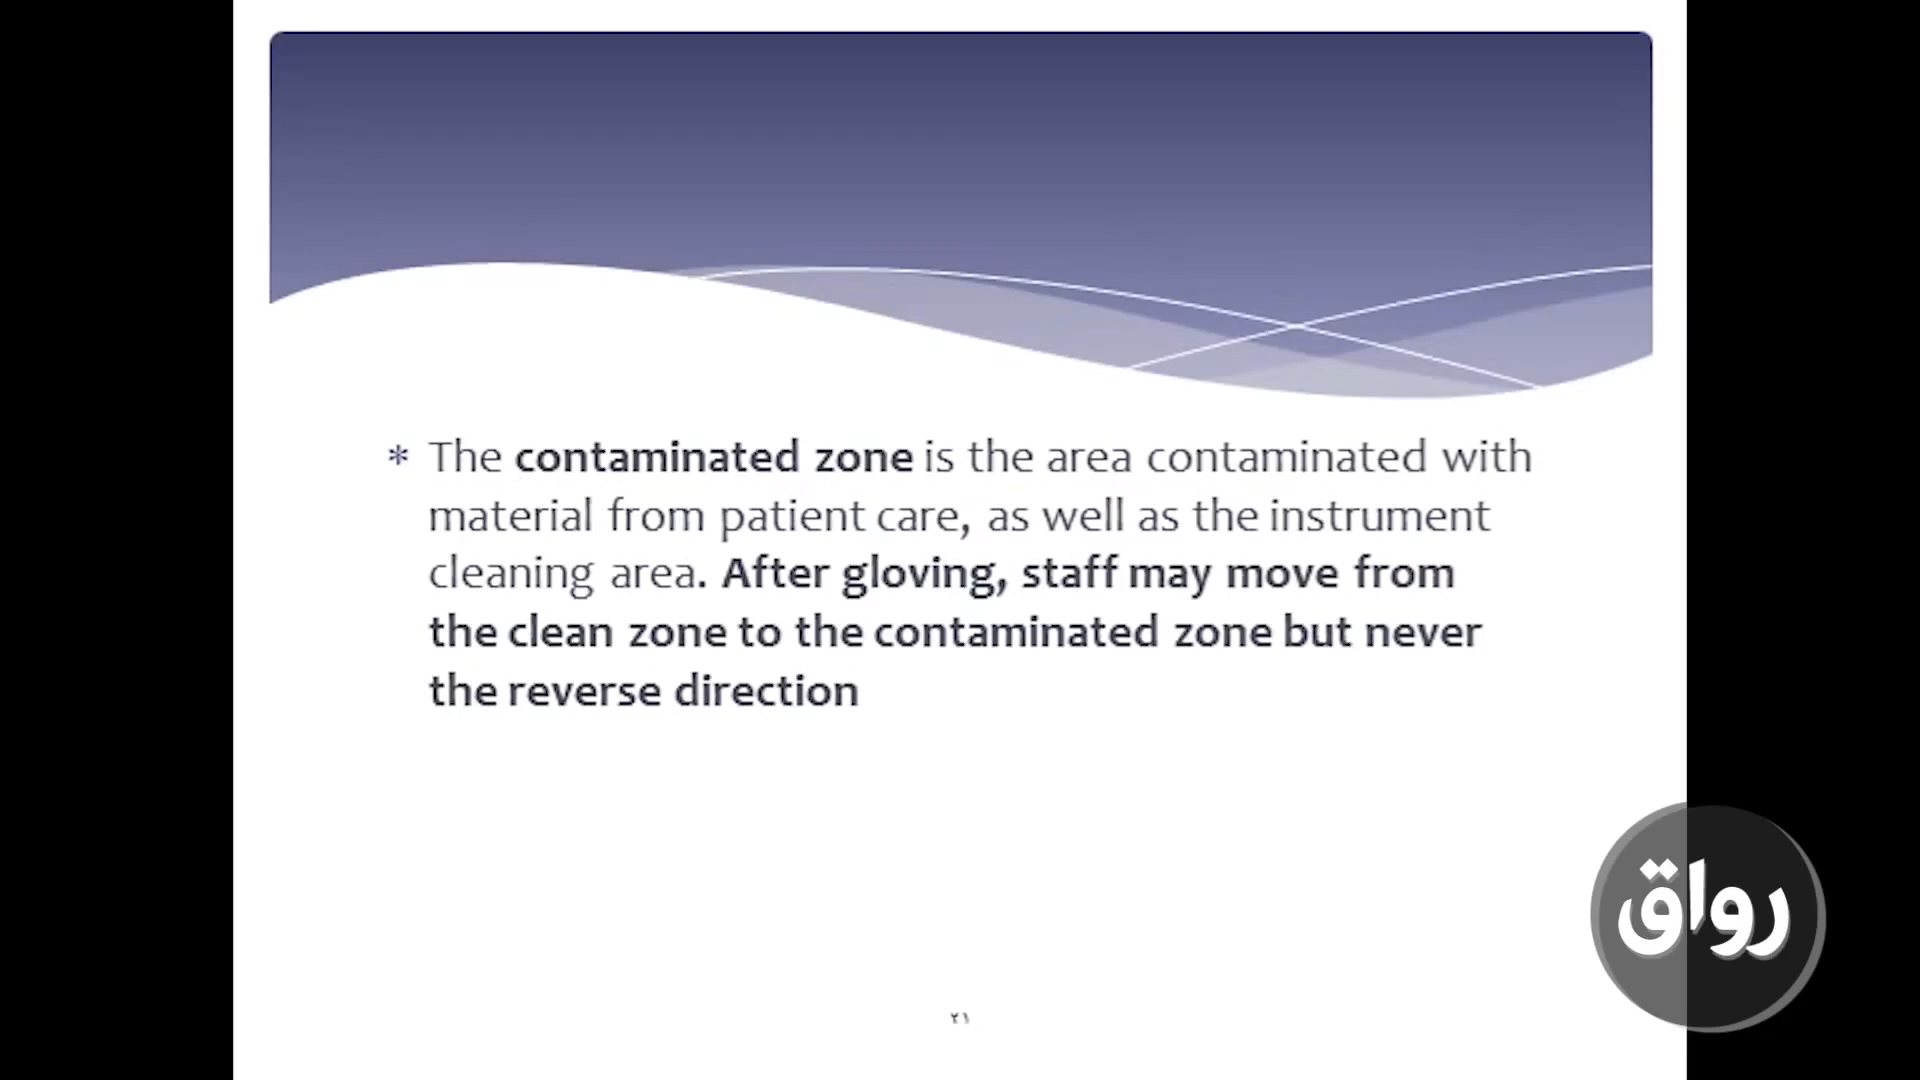 * The contaminated zone is the area contaminated with
material from patient care, as well as the instrument
cleaning area. After gloving, staff may move from
the clean zone to the contaminated zone but never
the reverse direction
٢١
رواق